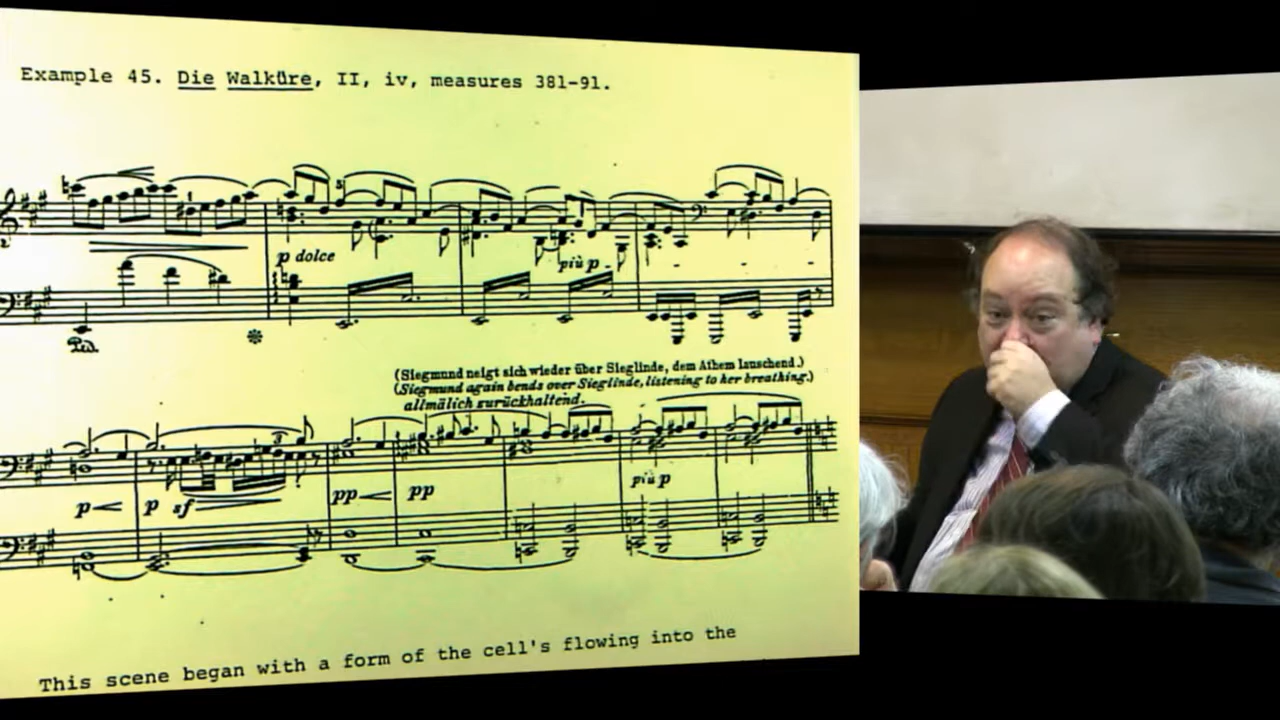 Example 45. Die Walküre, II, iv, measures 381-91.
p dolce
più p
Ped.
(Siegmund neigt sich wieder über Sieglinde, dem Athem lauschend.)
(Siegmund again bends over Sieglinde, listening to her breathing.)
allmälich zurückhaltend.
p p sf pp pp più p
This scene began with a form of the cell's flowing into the